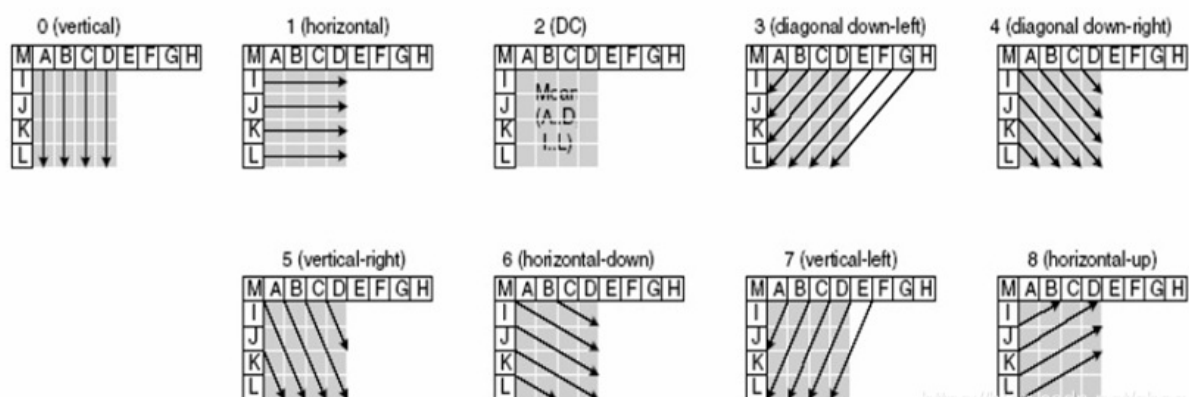 0 (vertical)
M A B C D E F G H
I
J
K
L
1 (horizontal)
M A B C D E F G H
I
J
K
L
2 (DC)
M A B C D E F G H
I
J
K
L
Mean
(A..D
I..L)
3 (diagonal down-left)
M A B C D E F G H
I
J
K
L
4 (diagonal down-right)
M A B C D E F G H
I
J
K
L
5 (vertical-right)
M A B C D E F G H
I
J
K
L
6 (horizontal-down)
M A B C D E F G H
I
J
K
L
7 (vertical-left)
M A B C D E F G H
I
J
K
L
8 (horizontal-up)
M A B C D E F G H
I
J
K
L